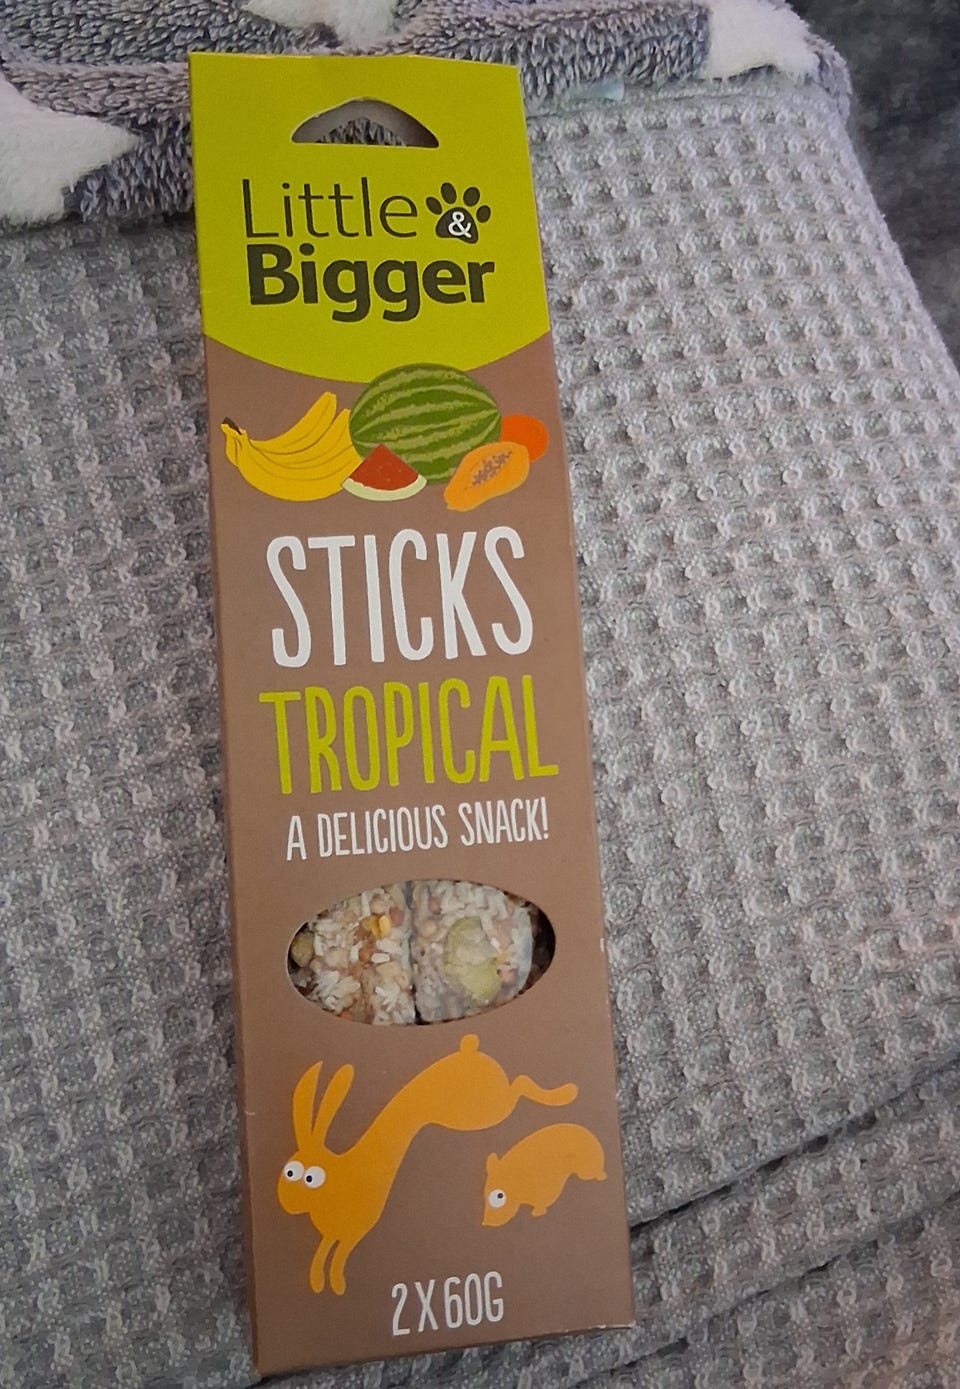 Little &
Bigger
STICKS
TROPICAL
A DELICIOUS SNACK!
2 X 60G